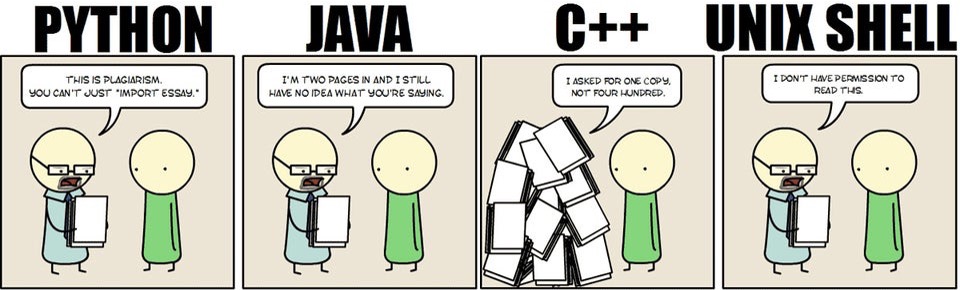 PYTHON
JAVA
C++
UNIX SHELL
THIS IS PLAGIARISM.
YOU CAN'T JUST "IMPORT ESSAY."
I'M TWO PAGES IN AND I STILL
HAVE NO IDEA WHAT YOU'RE SAYING.
I ASKED FOR ONE COPY,
NOT FOUR HUNDRED.
I DON'T HAVE PERMISSION TO
READ THIS.